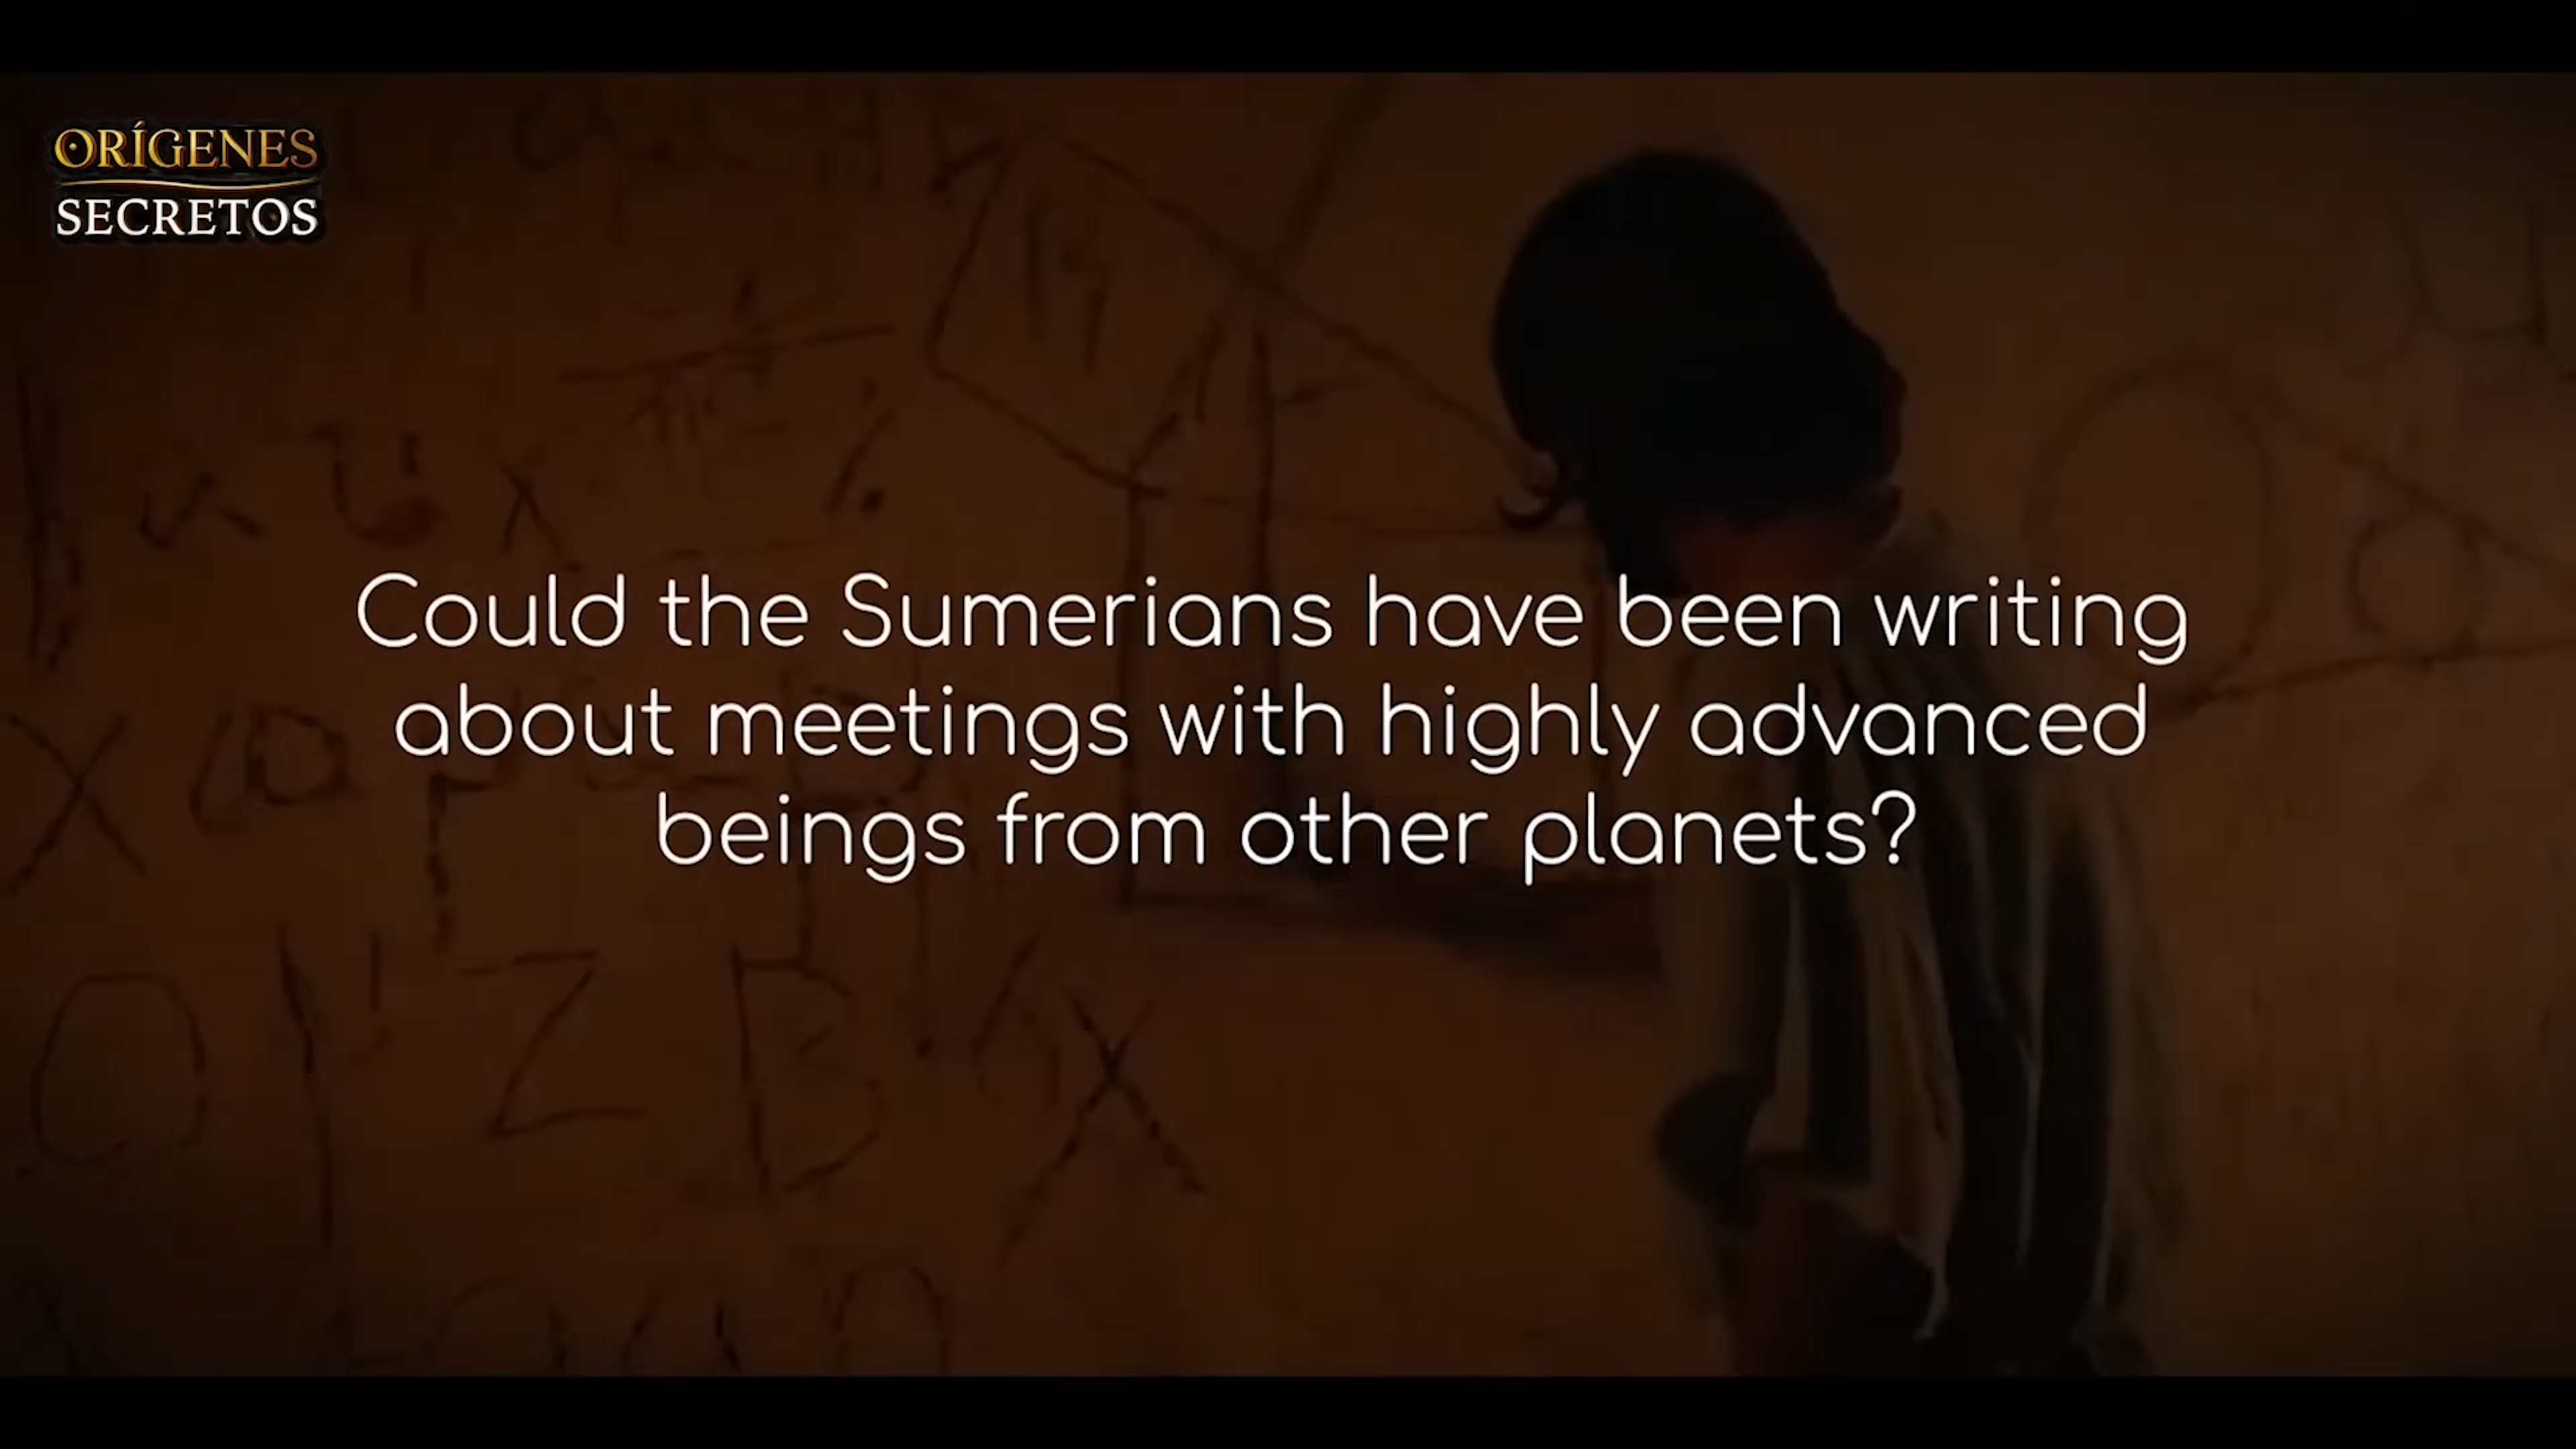 ORÍGENES
SECRETOS
Could the Sumerians have been writing
about meetings with highly advanced
beings from other planets?